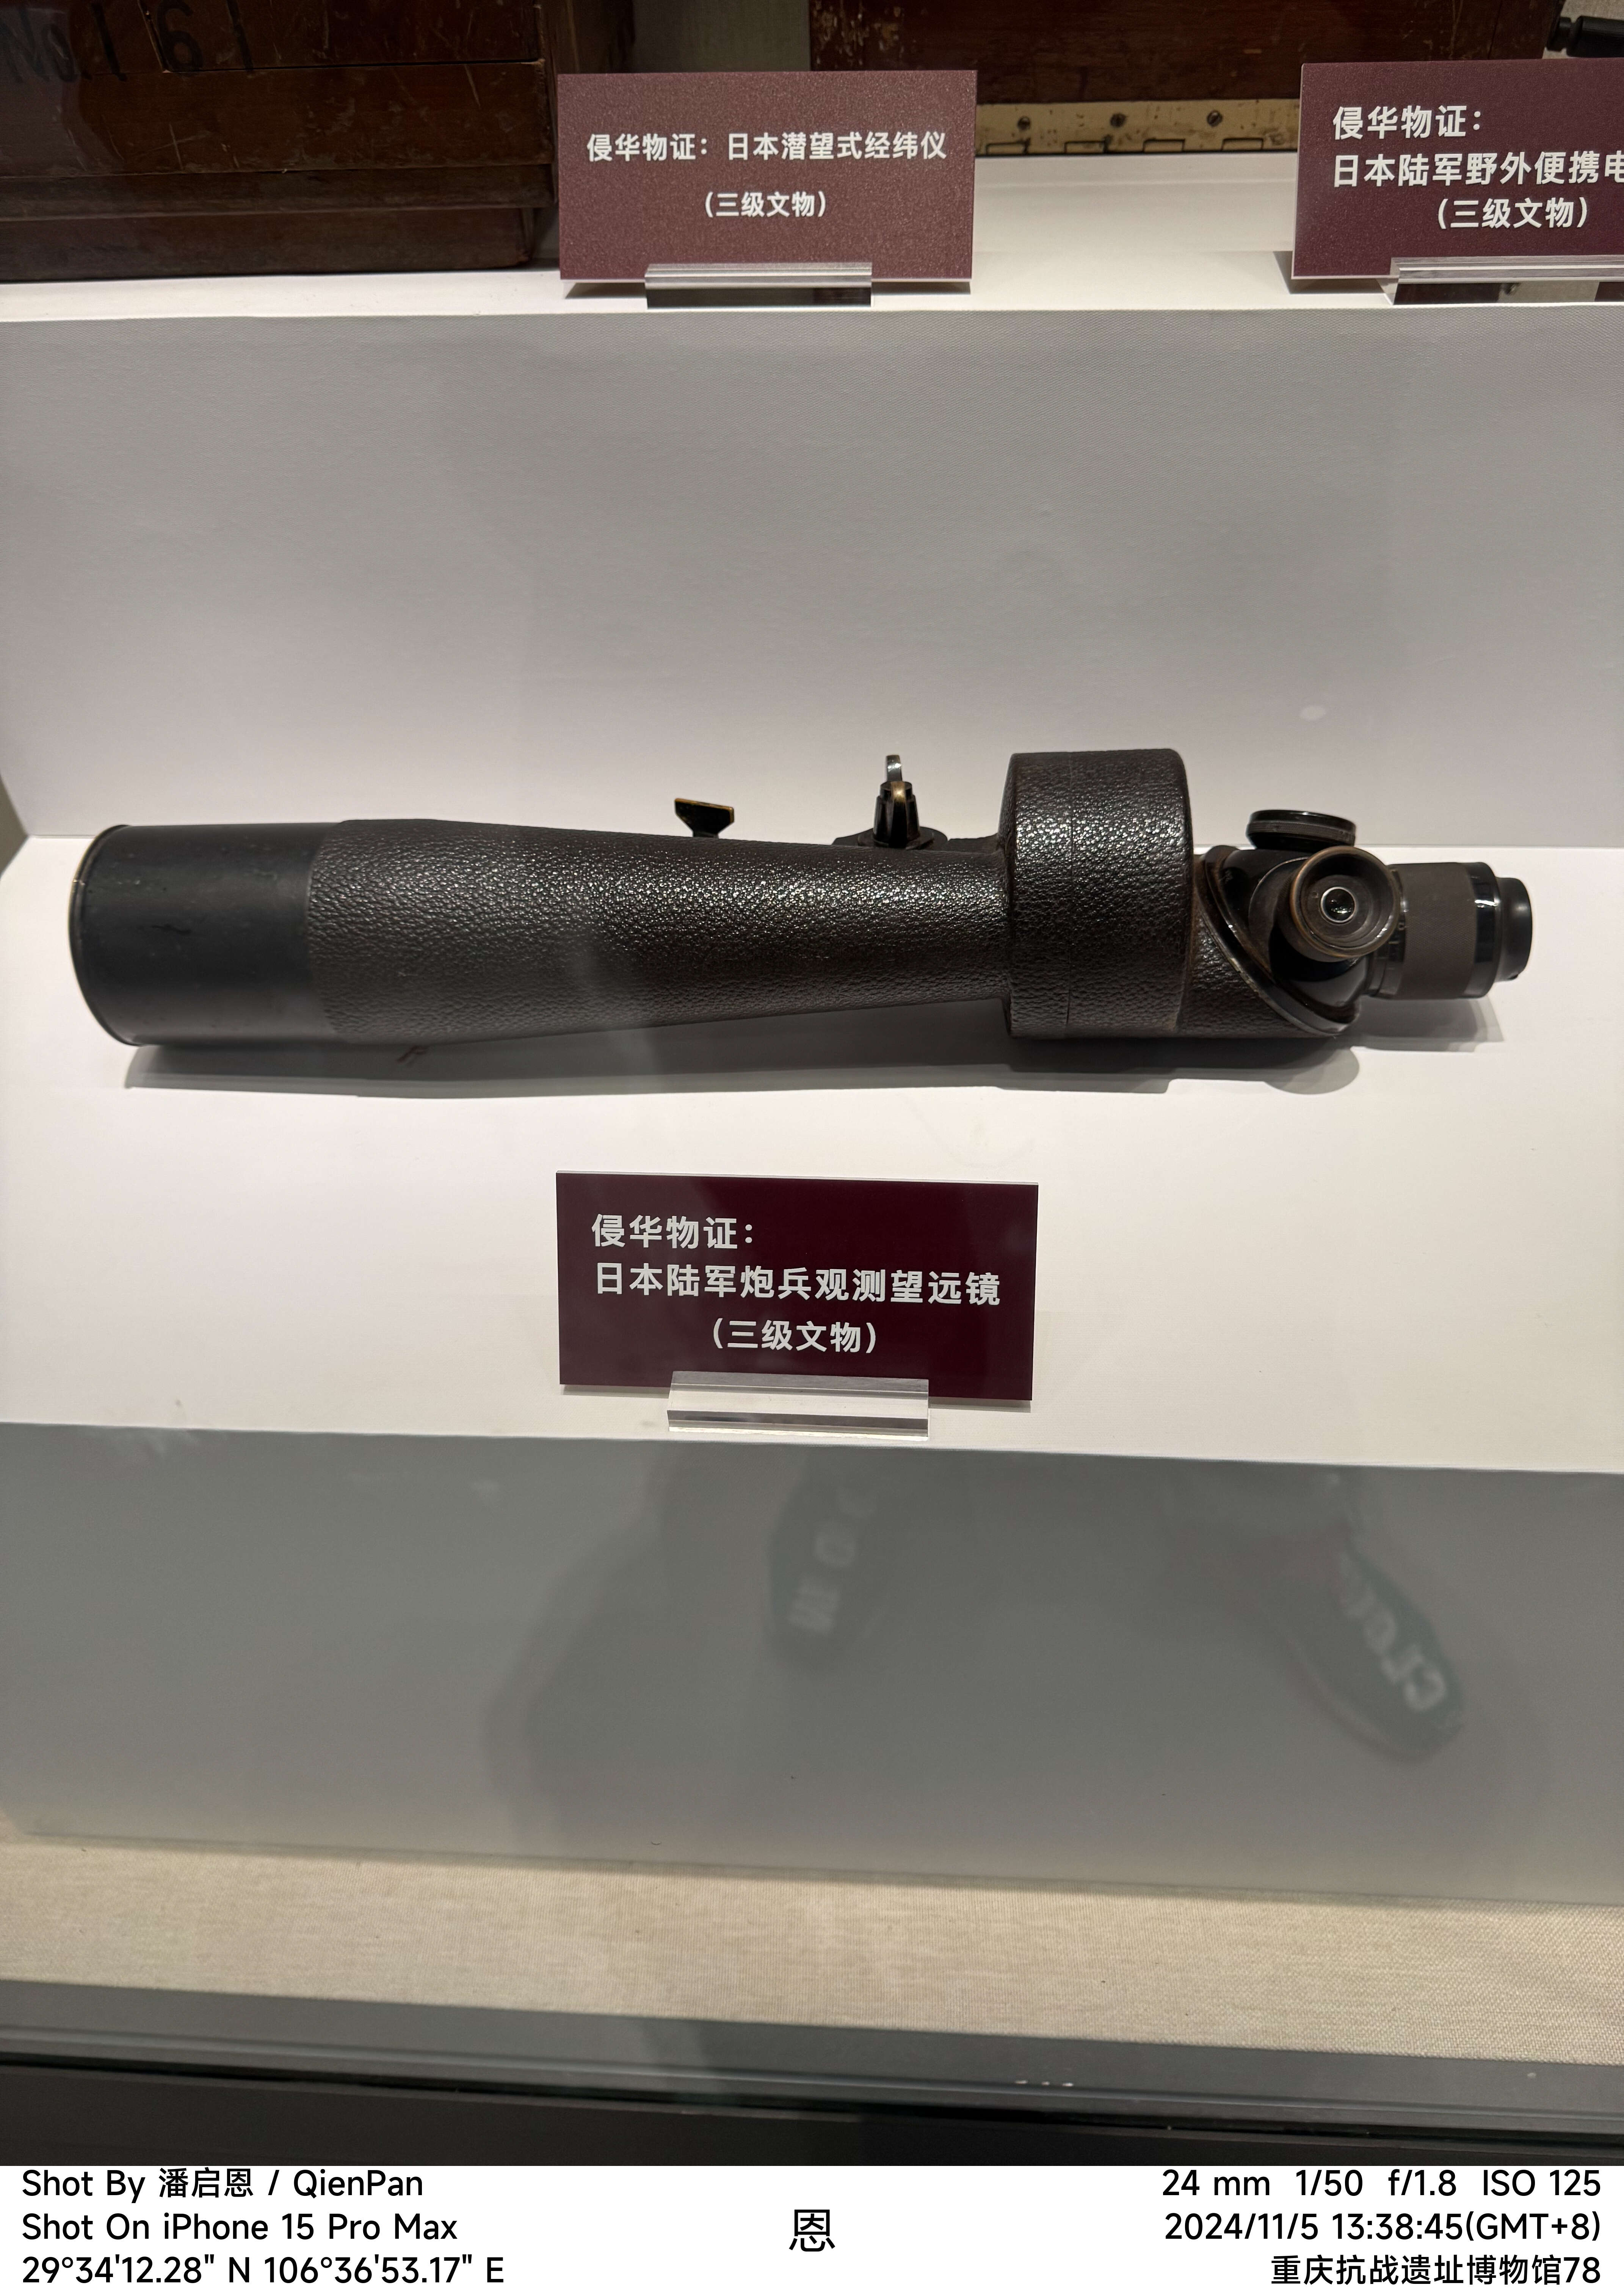 No.161
侵华物证：日本潜望式经纬仪
（三级文物）
侵华物证：
日本陆军野外便携电
（三级文物）
侵华物证：
日本陆军炮兵观测望远镜
（三级文物）
crocs
Shot By 潘启恩 / QienPan
Shot On iPhone 15 Pro Max
29°34'12.28" N 106°36'53.17" E
恩
24 mm 1/50 f/1.8 ISO 125
2024/11/5 13:38:45(GMT+8)
重庆抗战遗址博物馆78